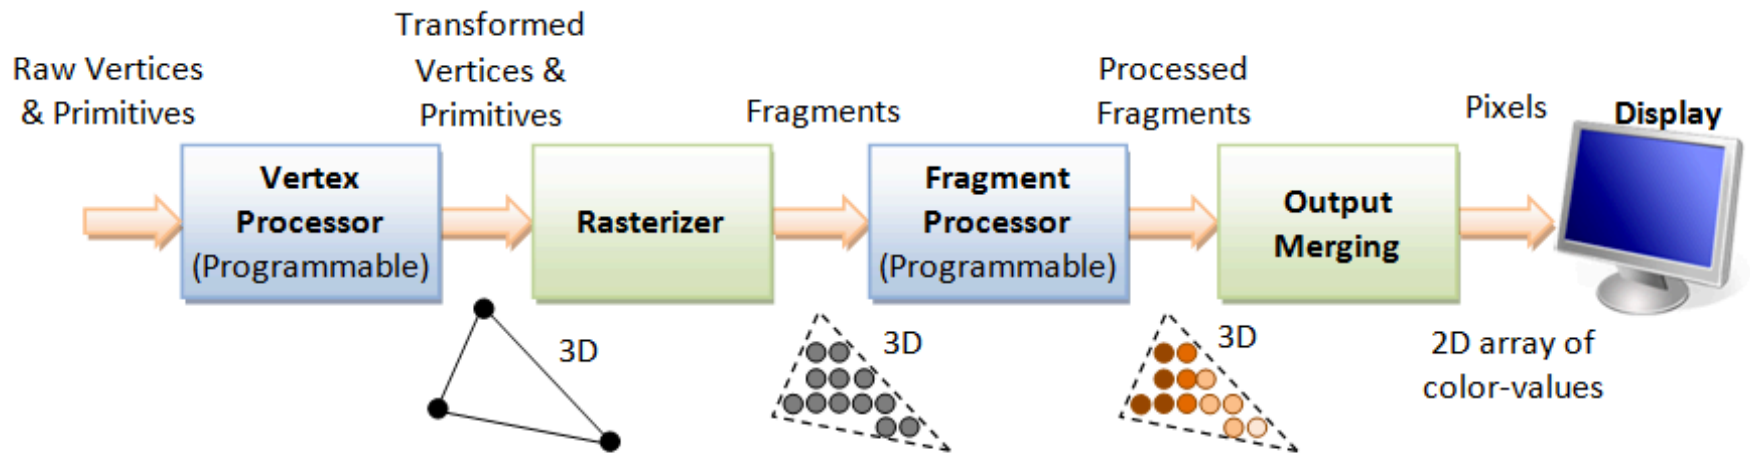 Raw Vertices
& Primitives
Transformed
Vertices &
Primitives
Fragments
Processed
Fragments
Pixels
Display
Vertex
Processor
(Programmable)
Rasterizer
Fragment
Processor
(Programmable)
Output
Merging
3D
3D
3D
2D array of
color-values